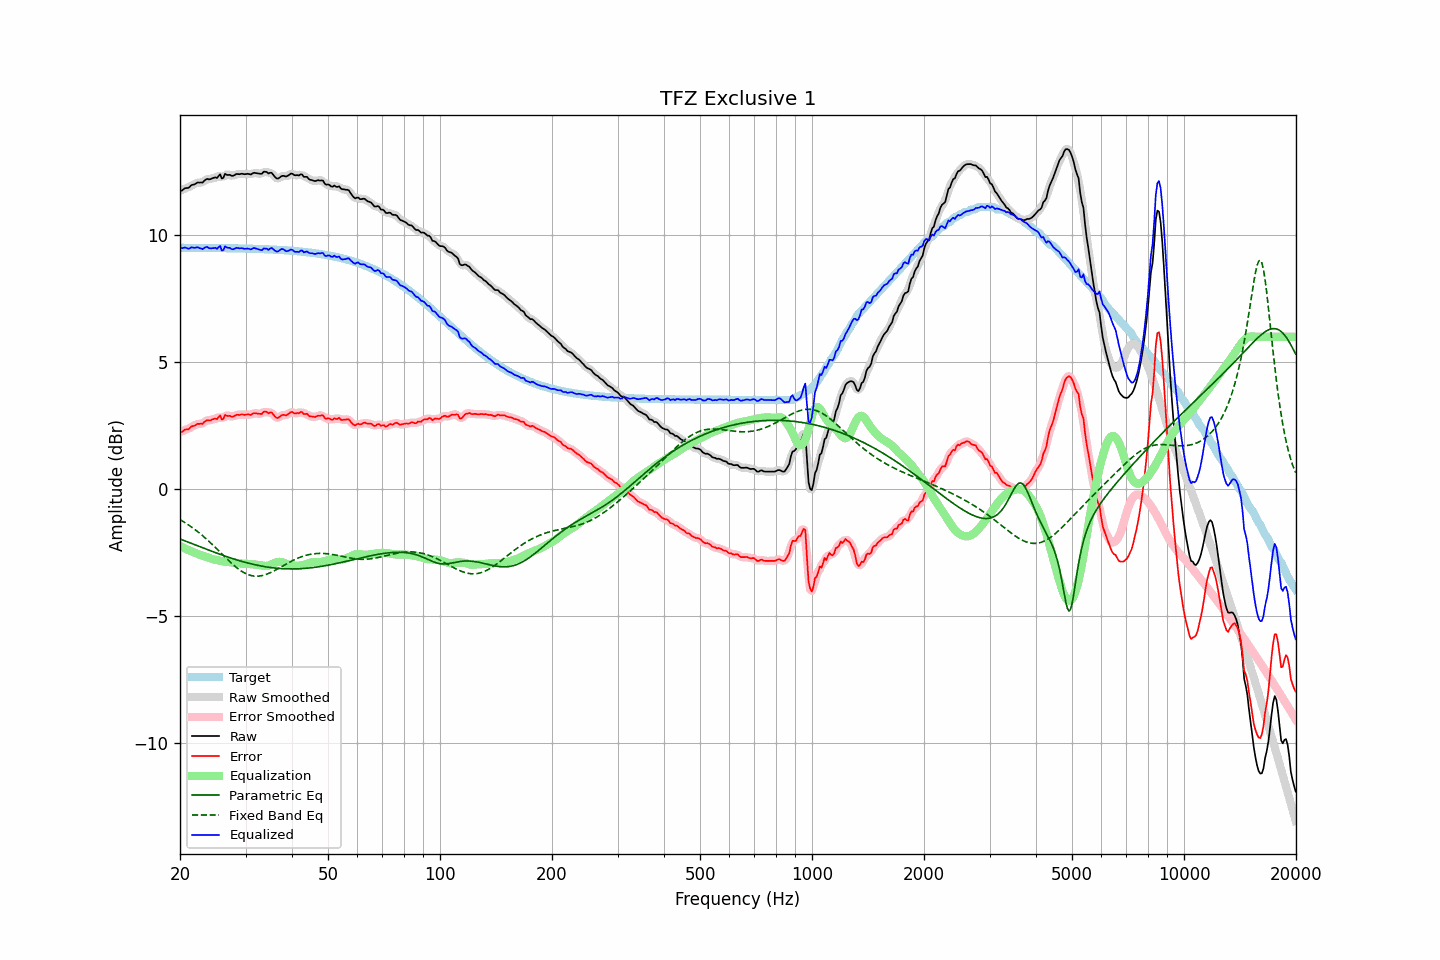 TFZ Exclusive 1
Amplitude (dBr)
10
5
0
−5
−10
Target
Raw Smoothed
Error Smoothed
Raw
Error
Equalization
Parametric Eq
Fixed Band Eq
Equalized
20 50 100 200 500 1000 2000 5000 10000 20000
Frequency (Hz)